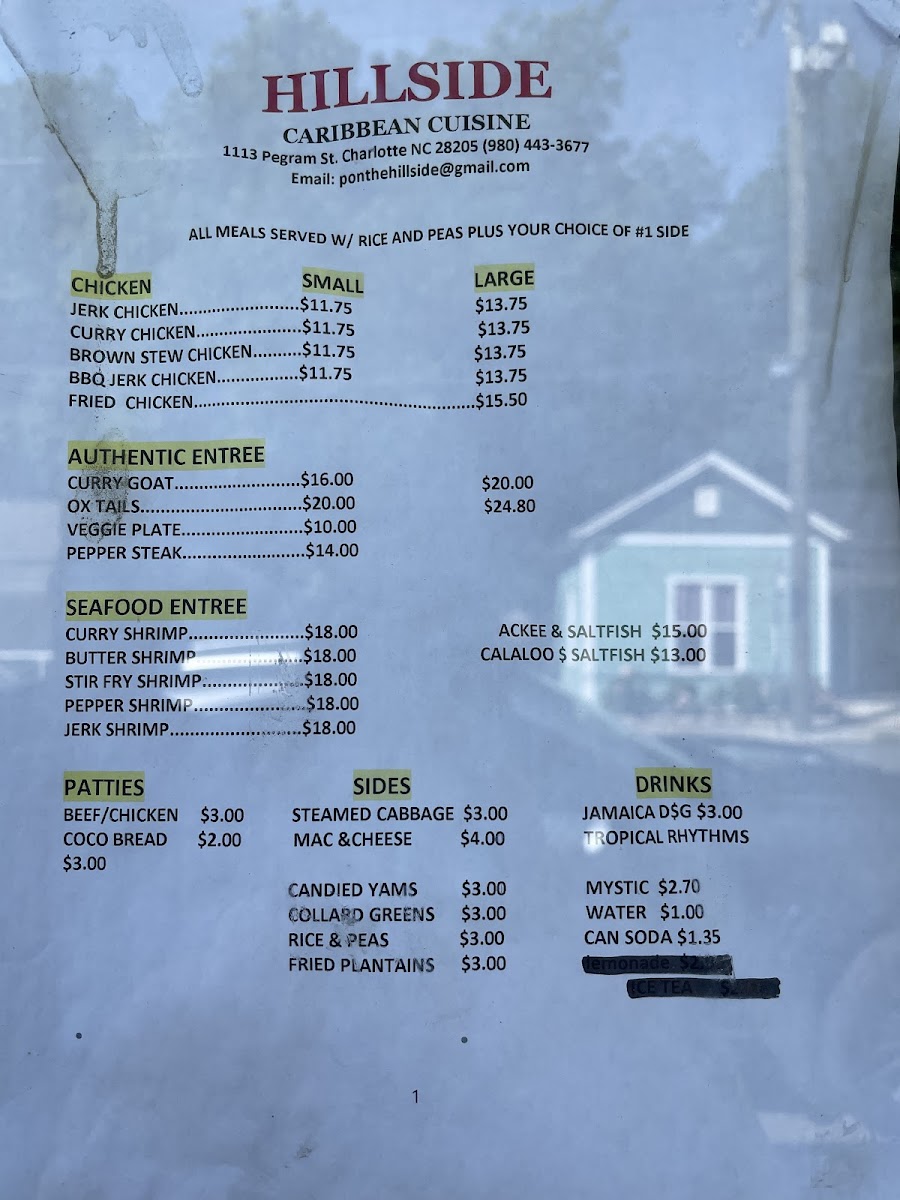 HILLSIDE
CARIBBEAN CUISINE
1113 Pegram St. Charlotte NC 28205 (980) 443-3677
Email: ponthehillside@gmail.com
ALL MEALS SERVED W/ RICE AND PEAS PLUS YOUR CHOICE OF #1 SIDE
CHICKEN SMALL LARGE
JERK CHICKEN........................$11.75 $13.75
CURRY CHICKEN.....................$11.75 $13.75
BROWN STEW CHICKEN..........$11.75 $13.75
BBQ JERK CHICKEN.................$11.75 $13.75
FRIED CHICKEN........................................................$15.50
AUTHENTIC ENTREE
CURRY GOAT.........................$16.00 $20.00
OX TAILS................................$20.00 $24.80
VEGGIE PLATE........................$10.00
PEPPER STEAK........................$14.00
SEAFOOD ENTREE
CURRY SHRIMP.......................$18.00 ACKEE & SALTFISH $15.00
BUTTER SHRIMP......................$18.00 CALALOO $ SALTFISH $13.00
STIR FRY SHRIMP....................$18.00
PEPPER SHRIMP......................$18.00
JERK SHRIMP..........................$18.00
PATTIES SIDES DRINKS
BEEF/CHICKEN $3.00 STEAMED CABBAGE $3.00 JAMAICA D$G $3.00
COCO BREAD $2.00 MAC &CHEESE $4.00 TROPICAL RHYTHMS
$3.00
CANDIED YAMS $3.00 MYSTIC $2.70
COLLARD GREENS $3.00 WATER $1.00
RICE & PEAS $3.00 CAN SODA $1.35
FRIED PLANTAINS $3.00 lemonade
ICE TEA
1